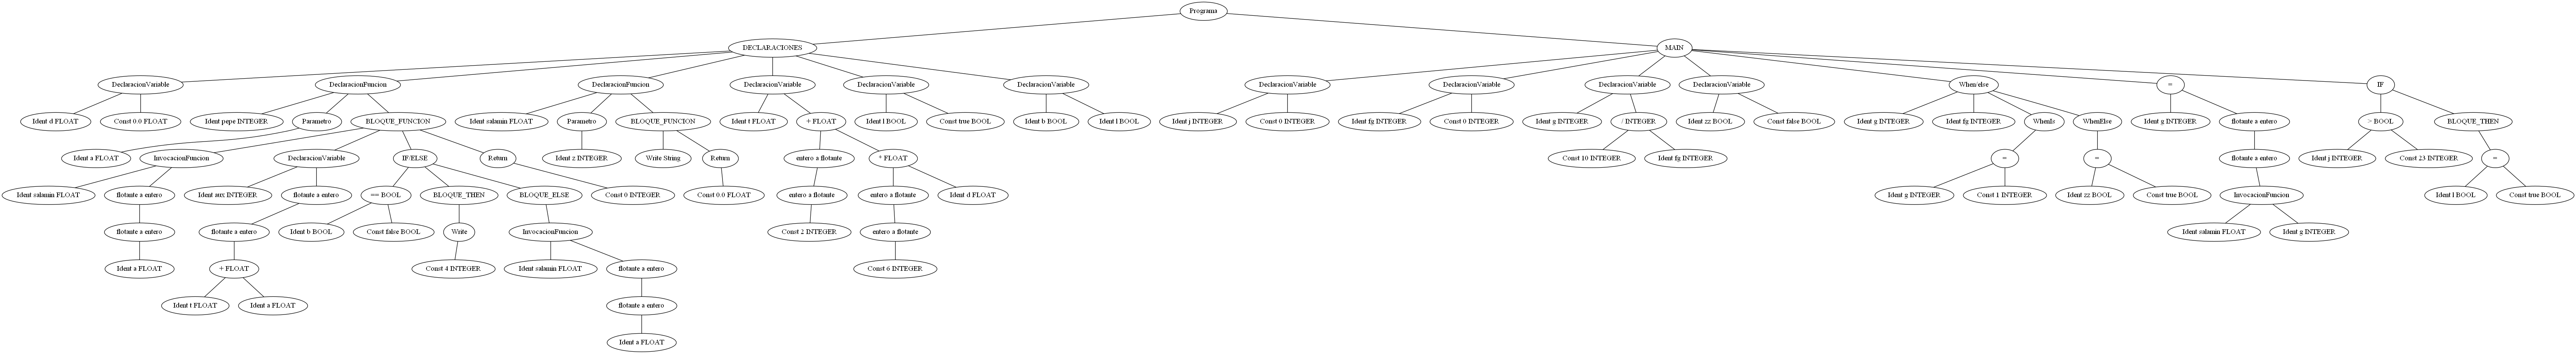 Programa
DECLARACIONES
MAIN
DeclaracionVariable
DeclaracionFuncion
DeclaracionFuncion
DeclaracionVariable
DeclaracionVariable
DeclaracionVariable
DeclaracionVariable
DeclaracionVariable
DeclaracionVariable
DeclaracionVariable
When/else
=
IF
Ident d FLOAT
Const 0.0 FLOAT
Ident pepe INTEGER
Parametro
BLOQUE_FUNCION
Ident salamin FLOAT
Parametro
BLOQUE_FUNCION
Ident t FLOAT
+ FLOAT
Ident l BOOL
Const true BOOL
Ident b BOOL
Ident l BOOL
Ident j INTEGER
Const 0 INTEGER
Ident fg INTEGER
Const 0 INTEGER
Ident g INTEGER
/ INTEGER
Ident zz BOOL
Const false BOOL
Ident g INTEGER
Ident fg INTEGER
WhenIs
WhenElse
Ident g INTEGER
flotante a entero
> BOOL
BLOQUE_THEN
Ident a FLOAT
InvocacionFuncion
DeclaracionVariable
IF/ELSE
Return
Ident z INTEGER
Write String
Return
entero a flotante
* FLOAT
Const 10 INTEGER
Ident fg INTEGER
=
=
flotante a entero
Ident j INTEGER
Const 23 INTEGER
=
Ident salamin FLOAT
flotante a entero
Ident aux INTEGER
flotante a entero
== BOOL
BLOQUE_THEN
BLOQUE_ELSE
Const 0 INTEGER
Const 0.0 FLOAT
entero a flotante
entero a flotante
Ident d FLOAT
Ident g INTEGER
Const 1 INTEGER
Ident zz BOOL
Const true BOOL
InvocacionFuncion
Ident l BOOL
Const true BOOL
flotante a entero
flotante a entero
Ident b BOOL
Const false BOOL
Write
InvocacionFuncion
Const 2 INTEGER
entero a flotante
Ident salamin FLOAT
Ident g INTEGER
Ident a FLOAT
+ FLOAT
Const 4 INTEGER
Ident salamin FLOAT
flotante a entero
Const 6 INTEGER
Ident t FLOAT
Ident a FLOAT
flotante a entero
Ident a FLOAT